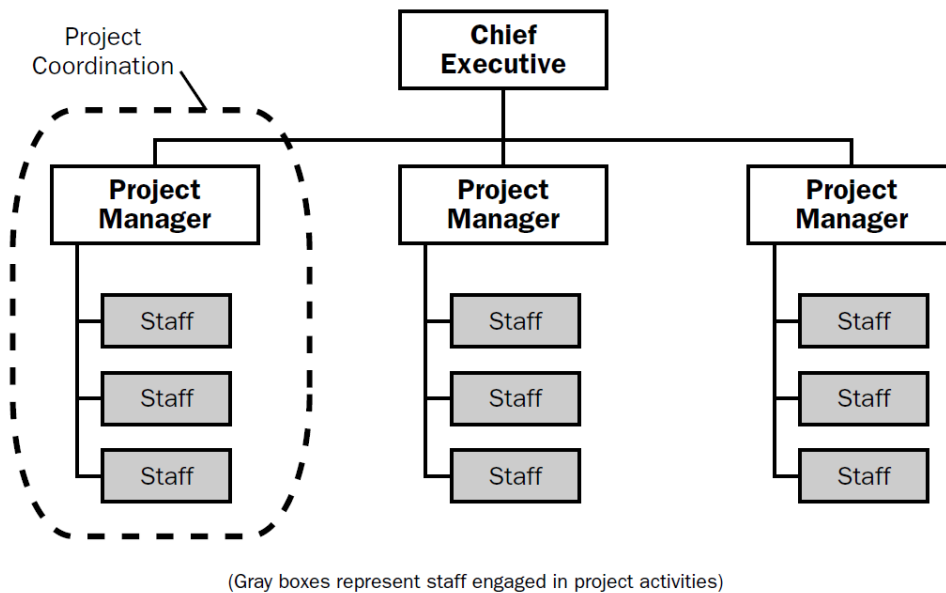 Project
Coordination
Chief
Executive
Project
Manager
Project
Manager
Project
Manager
Staff
Staff
Staff
Staff
Staff
Staff
Staff
Staff
Staff
(Gray boxes represent staff engaged in project activities)